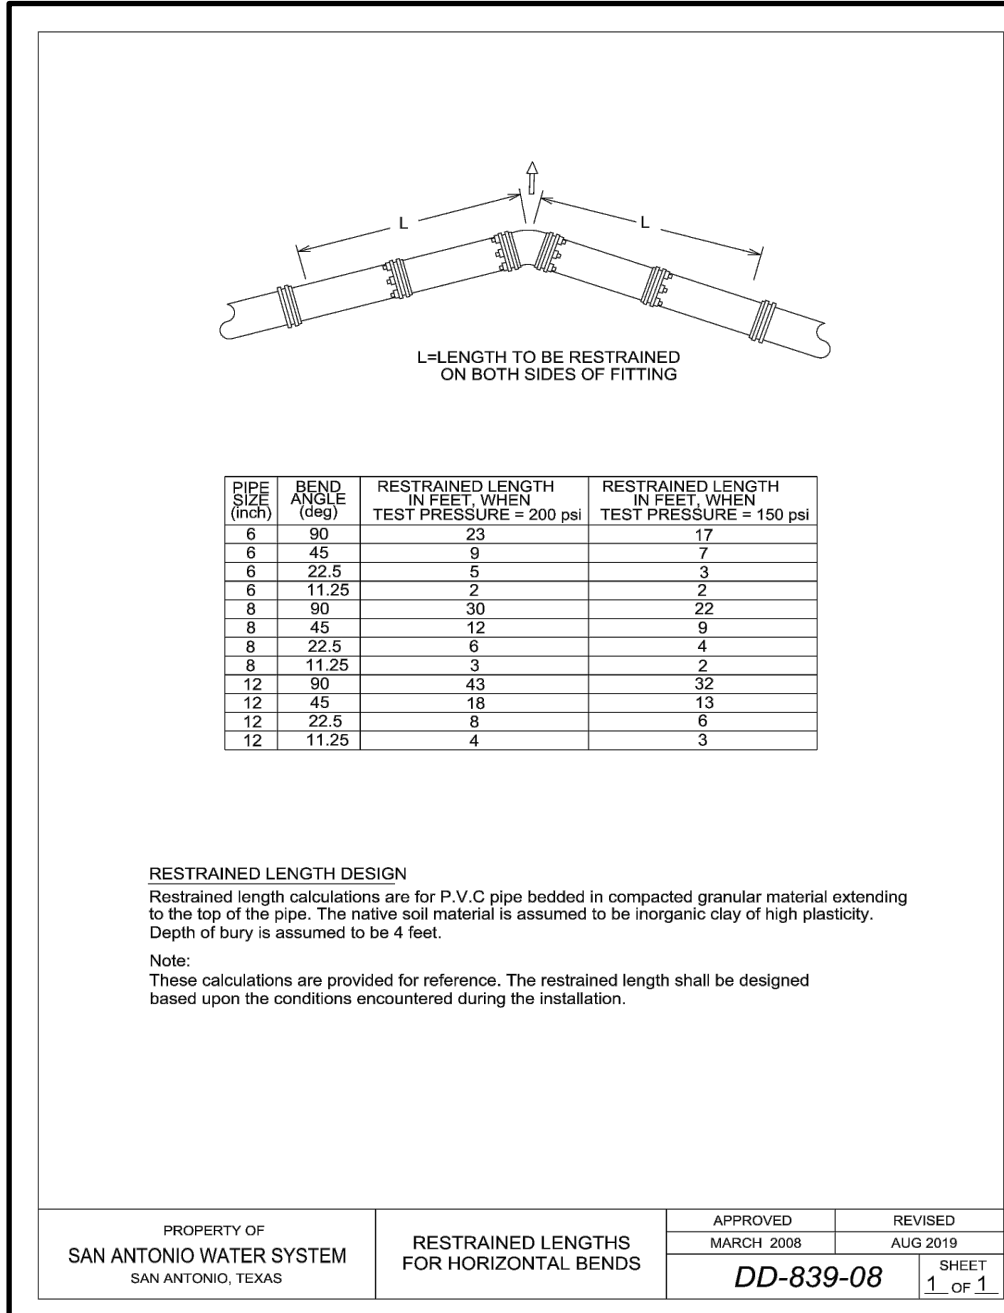 L
L
L=LENGTH TO BE RESTRAINED
ON BOTH SIDES OF FITTING
PIPE SIZE (inch) BEND ANGLE (deg) RESTRAINED LENGTH IN FEET, WHEN TEST PRESSURE = 200 psi RESTRAINED LENGTH IN FEET, WHEN TEST PRESSURE = 150 psi
6 90 23 17
6 45 9 7
6 22.5 5 3
6 11.25 2 2
8 90 30 22
8 45 12 9
8 22.5 6 4
8 11.25 3 2
12 90 43 32
12 45 18 13
12 22.5 8 6
12 11.25 4 3
RESTRAINED LENGTH DESIGN
Restrained length calculations are for P.V.C pipe bedded in compacted granular material extending
to the top of the pipe. The native soil material is assumed to be inorganic clay of high plasticity.
Depth of bury is assumed to be 4 feet.
Note:
These calculations are provided for reference. The restrained length shall be designed
based upon the conditions encountered during the installation.
PROPERTY OF
SAN ANTONIO WATER SYSTEM
SAN ANTONIO, TEXAS
RESTRAINED LENGTHS
FOR HORIZONTAL BENDS
APPROVED REVISED
MARCH 2008 AUG 2019
DD-839-08
SHEET
1 OF 1